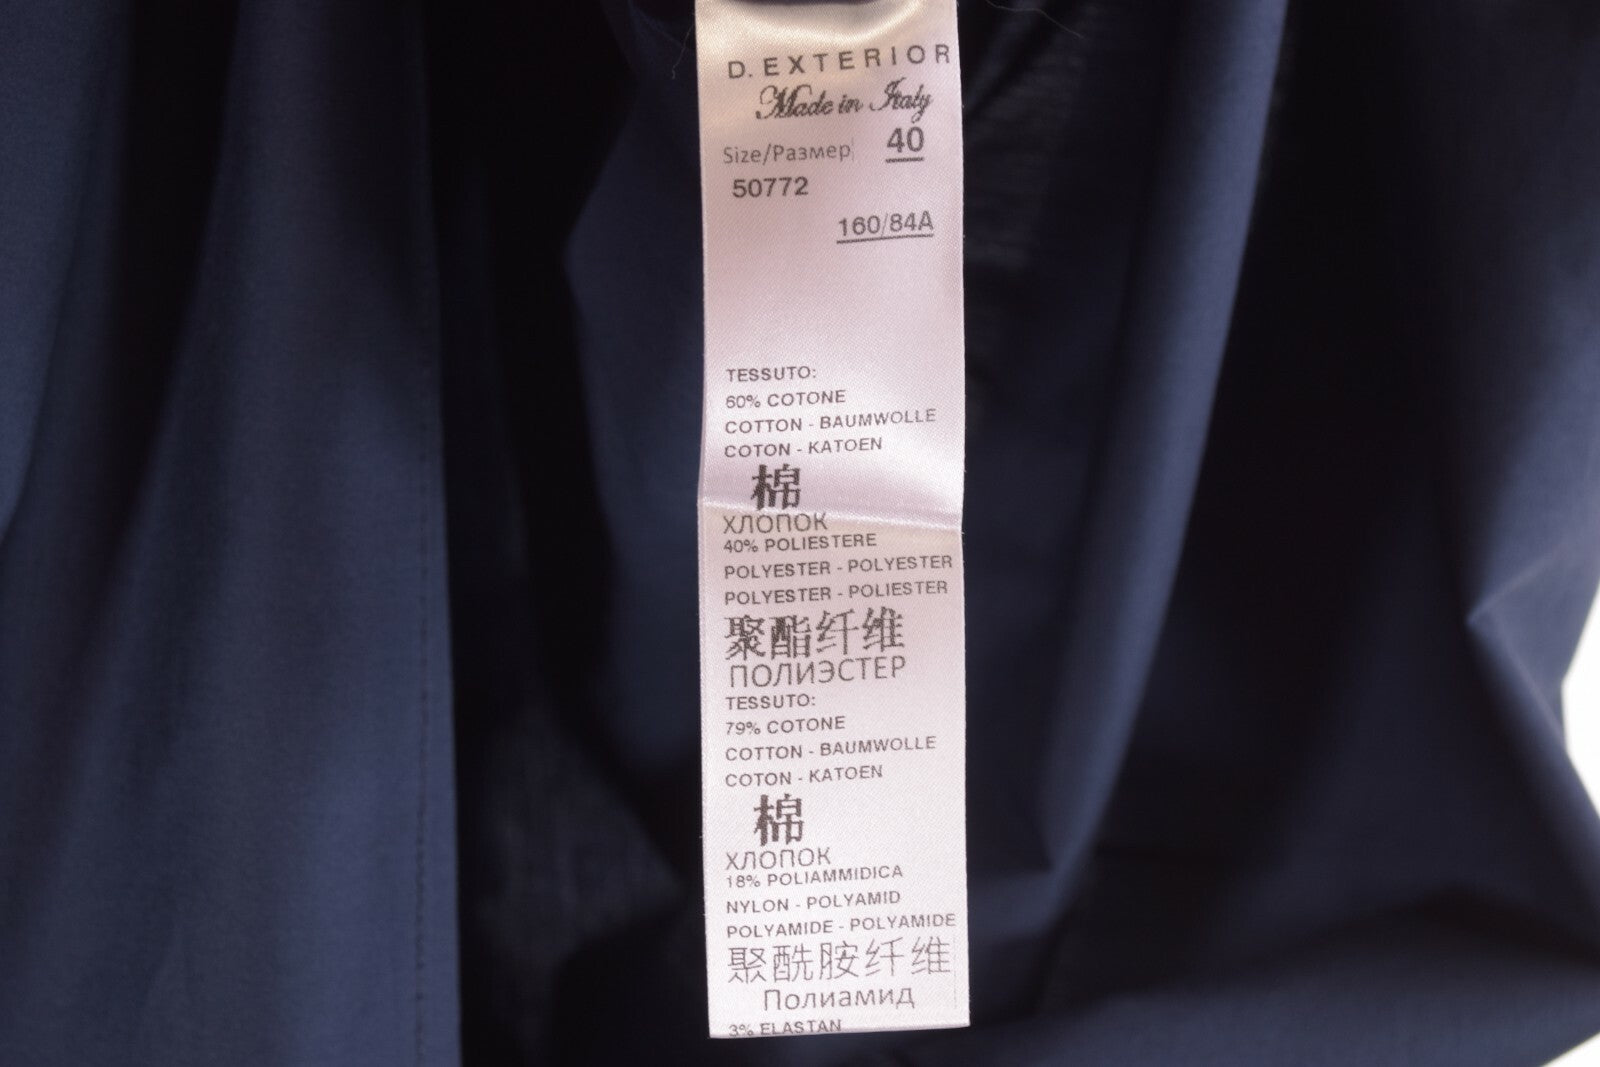 D. EXTERIOR
Made in Italy
Size/Размер 40
50772
160/84A
TESSUTO:
60% COTONE
COTTON - BAUMWOLLE
COTON - KATOEN
棉
ХЛОПОК
40% POLIESTERE
POLYESTER - POLYESTER
POLYESTER - POLIESTER
聚酯纤维
ПОЛИЭСТЕР
TESSUTO:
79% COTONE
COTTON - BAUMWOLLE
COTON - KATOEN
棉
ХЛОПОК
18% POLIAMMIDICA
NYLON - POLYAMID
POLYAMIDE - POLYAMIDE
聚酰胺纤维
Полиамид
3% ELASTAN